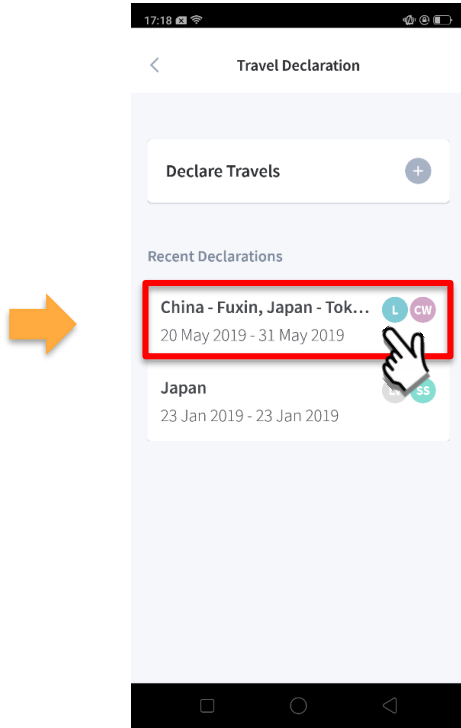 17:18
Travel Declaration
Declare Travels
Recent Declarations
China - Fuxin, Japan - Tok...
L CW
20 May 2019 - 31 May 2019
Japan
SS
23 Jan 2019 - 23 Jan 2019